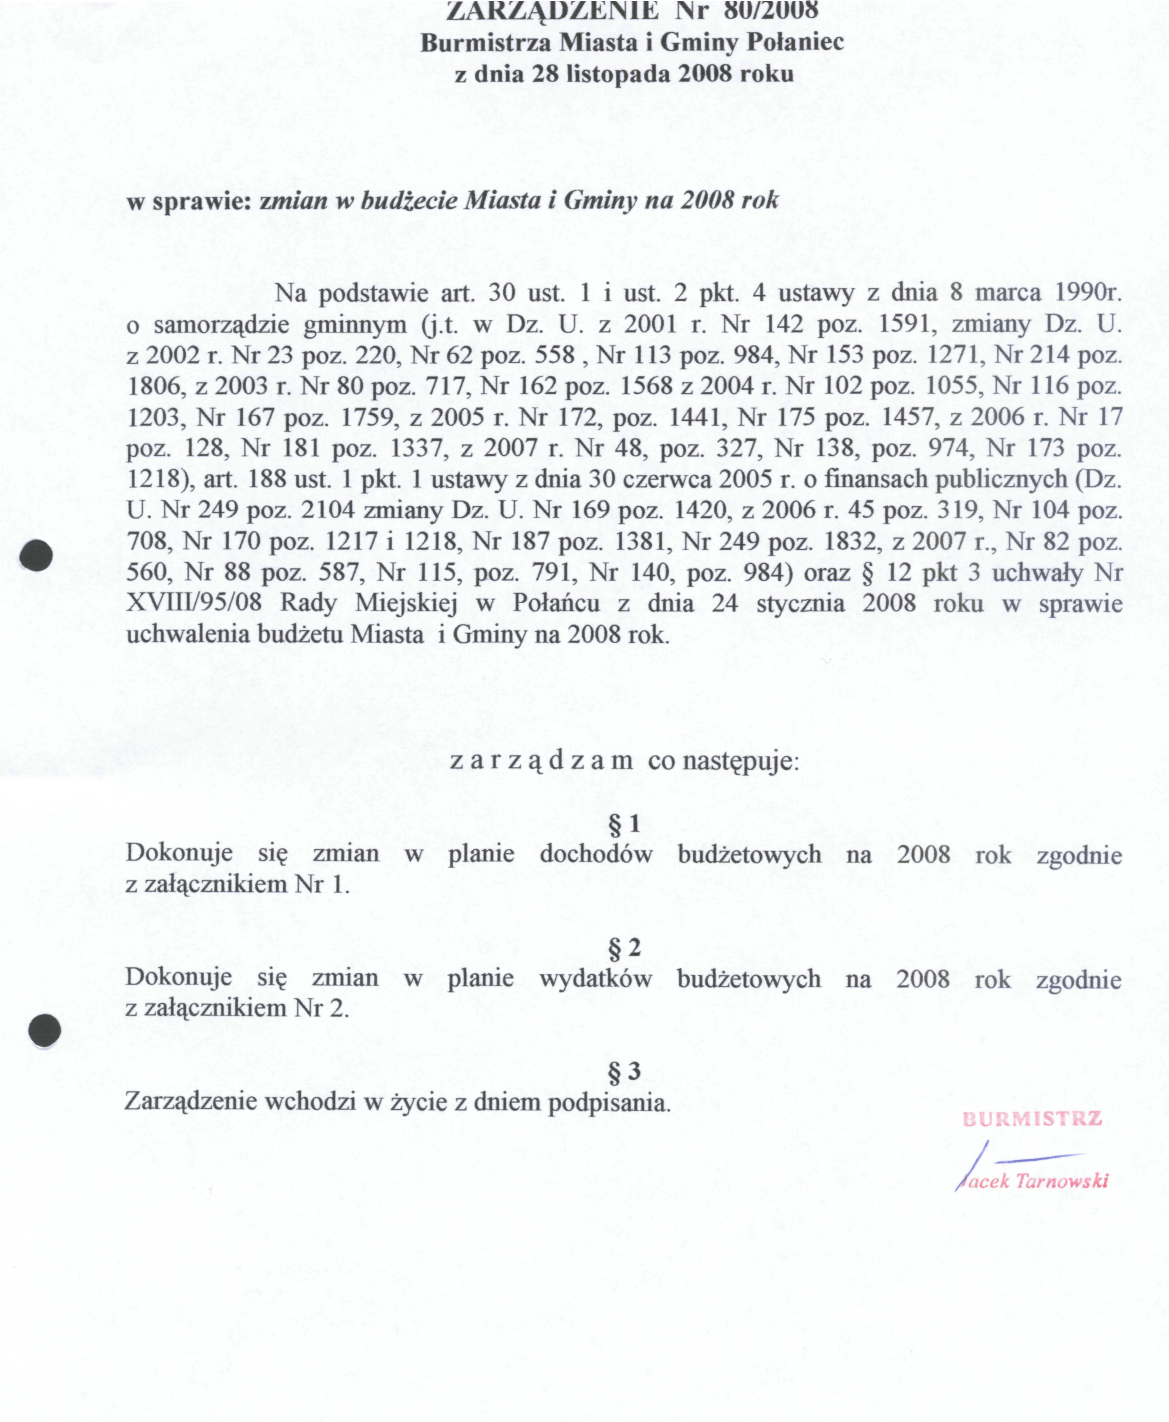 ZARZĄDZENIE Nr 80/2008
Burmistrza Miasta i Gminy Połaniec
z dnia 28 listopada 2008 roku
w sprawie: zmian w budżecie Miasta i Gminy na 2008 rok
Na podstawie art. 30 ust. 1 i ust. 2 pkt. 4 ustawy z dnia 8 marca 1990r.
o samorządzie gminnym (j.t. w Dz. U. z 2001 r. Nr 142 poz. 1591, zmiany Dz. U.
z 2002 r. Nr 23 poz. 220, Nr 62 poz. 558 , Nr 113 poz. 984, Nr 153 poz. 1271, Nr 214 poz.
1806, z 2003 r. Nr 80 poz. 717, Nr 162 poz. 1568 z 2004 r. Nr 102 poz. 1055, Nr 116 poz.
1203, Nr 167 poz. 1759, z 2005 r. Nr 172, poz. 1441, Nr 175 poz. 1457, z 2006 r. Nr 17
poz. 128, Nr 181 poz. 1337, z 2007 r. Nr 48, poz. 327, Nr 138, poz. 974, Nr 173 poz.
1218), art. 188 ust. 1 pkt. 1 ustawy z dnia 30 czerwca 2005 r. o finansach publicznych (Dz.
U. Nr 249 poz. 2104 zmiany Dz. U. Nr 169 poz. 1420, z 2006 r. 45 poz. 319, Nr 104 poz.
708, Nr 170 poz. 1217 i 1218, Nr 187 poz. 1381, Nr 249 poz. 1832, z 2007 r., Nr 82 poz.
560, Nr 88 poz. 587, Nr 115, poz. 791, Nr 140, poz. 984) oraz § 12 pkt 3 uchwały Nr
XVIII/95/08 Rady Miejskiej w Połańcu z dnia 24 stycznia 2008 roku w sprawie
uchwalenia budżetu Miasta i Gminy na 2008 rok.
z a r z ą d z a m co następuje:
§ 1
Dokonuje się zmian w planie dochodów budżetowych na 2008 rok zgodnie
z załącznikiem Nr 1.
§ 2
Dokonuje się zmian w planie wydatków budżetowych na 2008 rok zgodnie
z załącznikiem Nr 2.
§ 3
Zarządzenie wchodzi w życie z dniem podpisania.
BURMISTRZ
Jacek Tarnowski